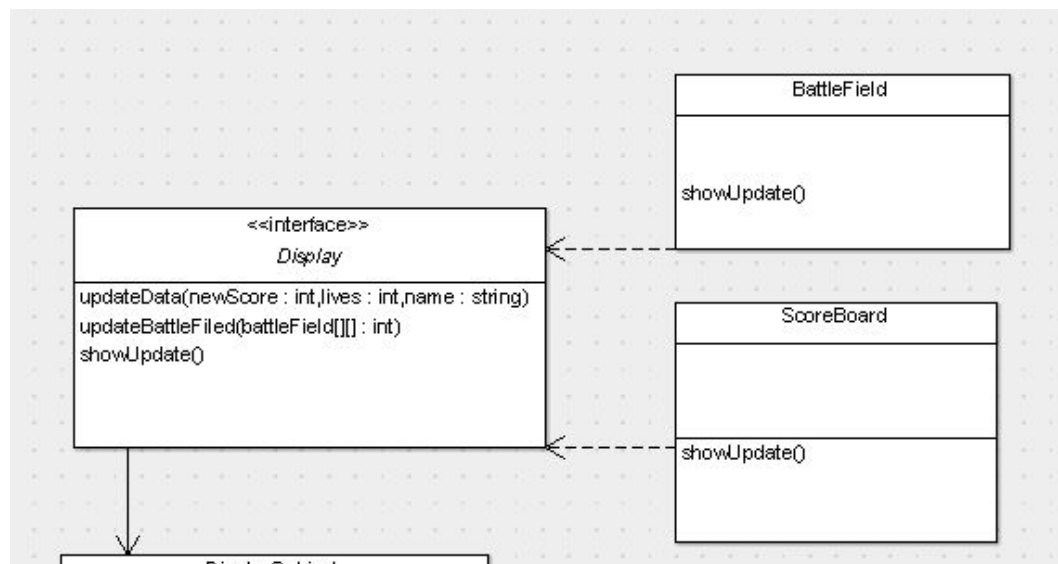 BattleField
showUpdate()
<<interface>>
Display
updateData(newScore : int,lives : int,name : string)
updateBattleFiled(battleField[][] : int)
showUpdate()
ScoreBoard
showUpdate()